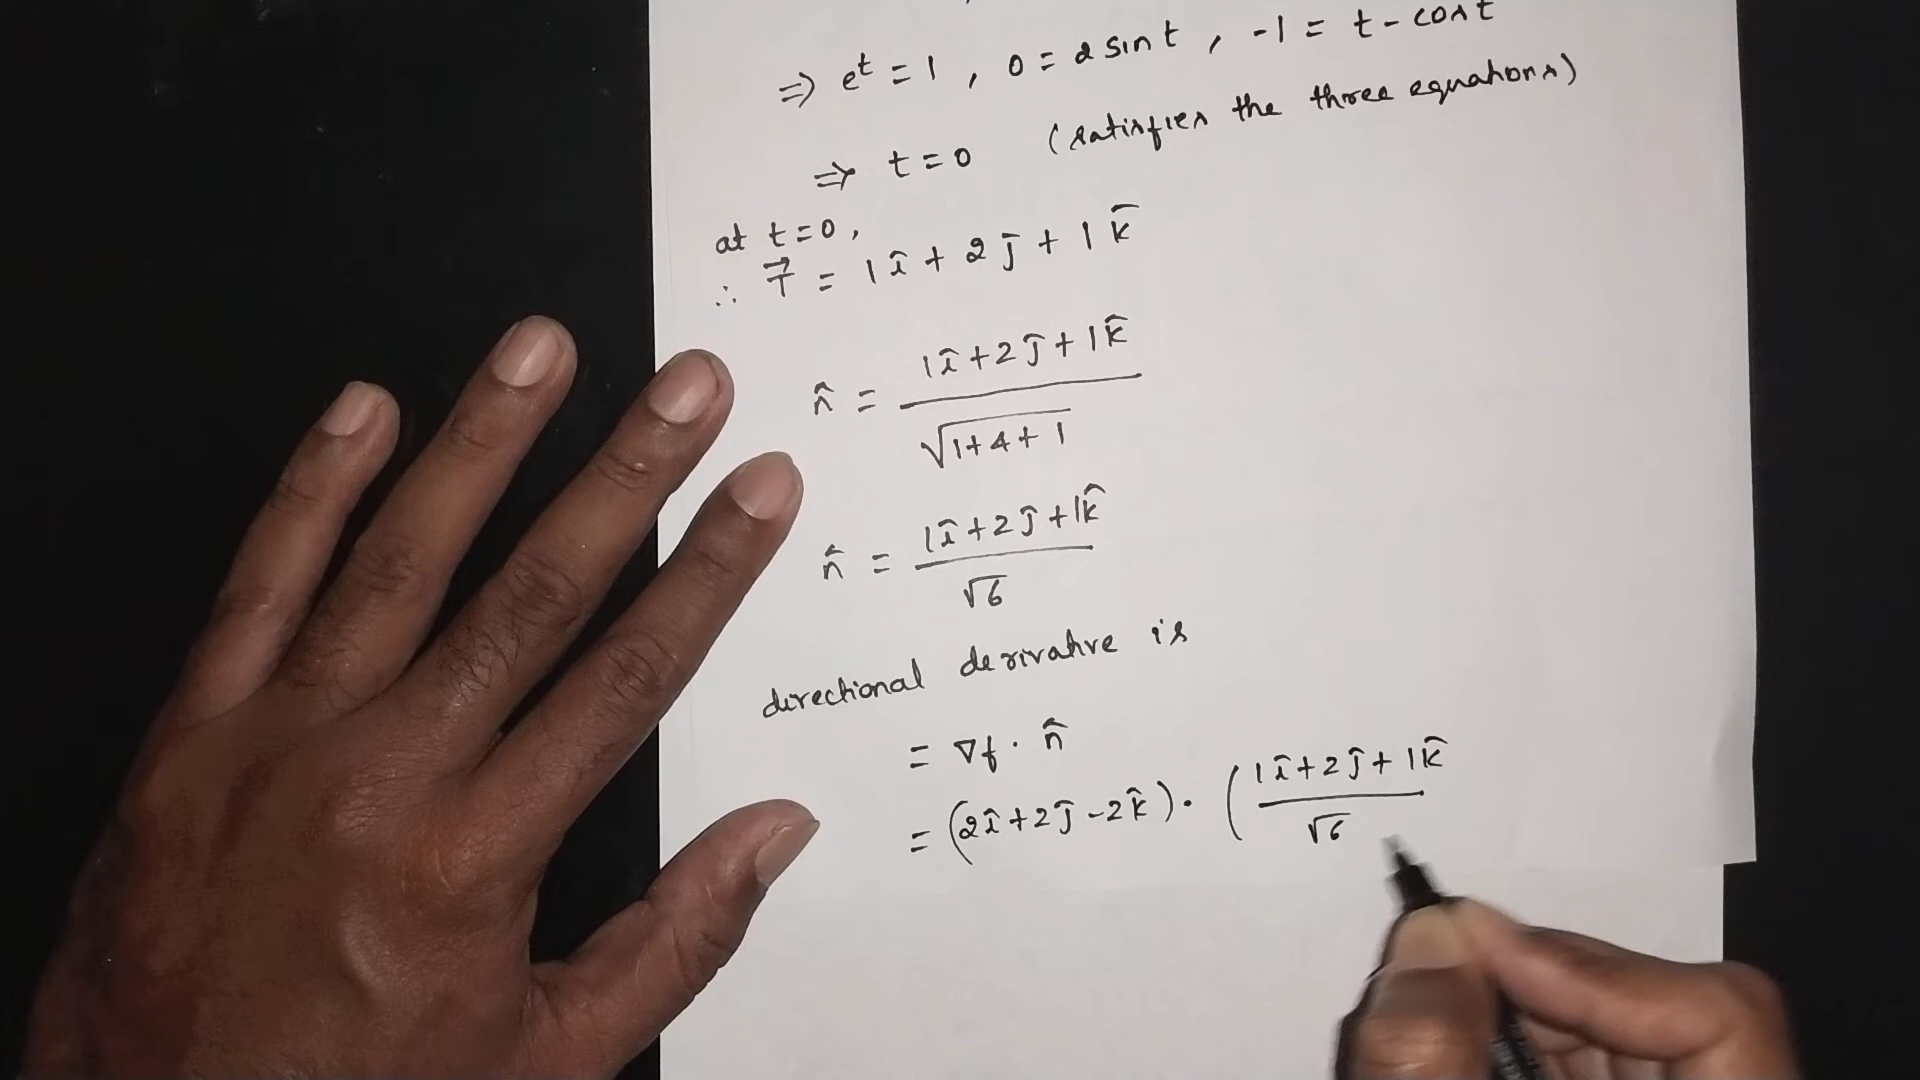 ⇒ e^t = 1 , 0 = 2 sin t , -1 = t - cos t
⇒ t = 0 (satisfies the three equations)
at t = 0 ,
∴ T⃗ = 1î + 2ĵ + 1k̂
n̂ = (1î + 2ĵ + 1k̂) / √(1+4+1)
n̂ = (1î + 2ĵ + 1k̂) / √6
directional derivative is
= ∇f · n̂
= (2î + 2ĵ - 2k̂) · ( (1î + 2ĵ + 1k̂) / √6